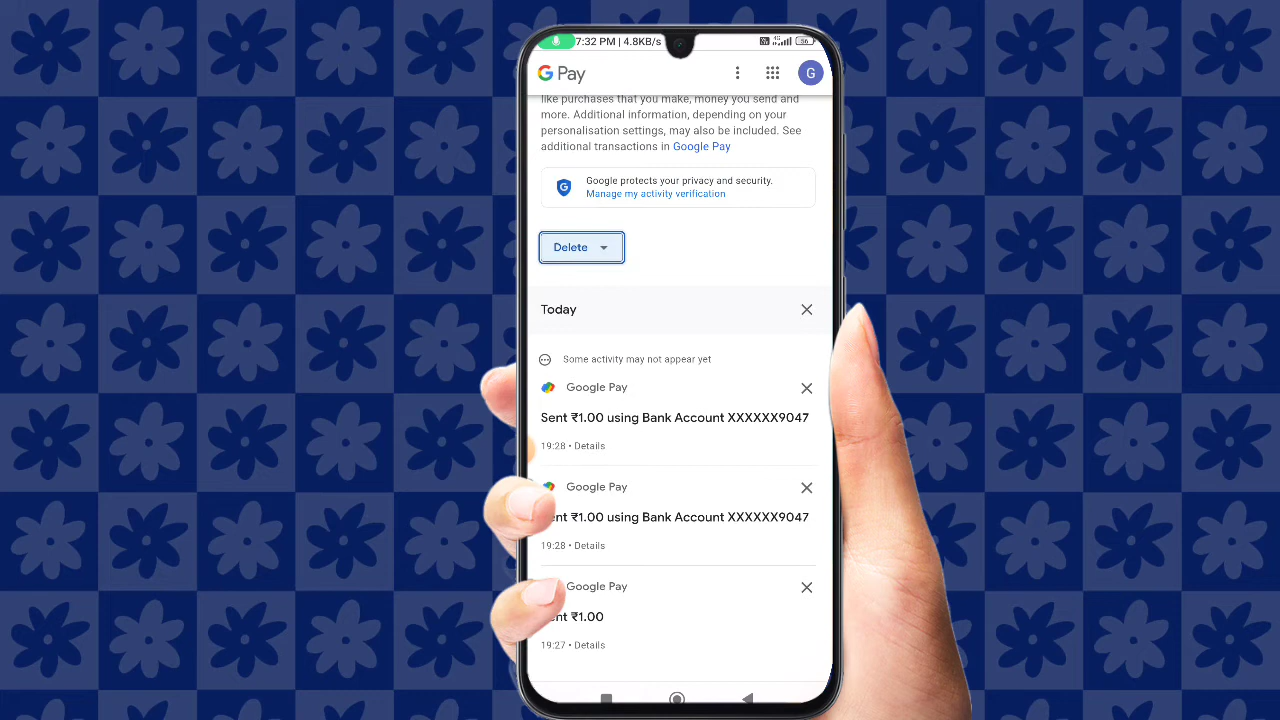 7:32 PM | 4.8KB/s 4G 56
G Pay G
like purchases that you make, money you send and
more. Additional information, depending on your
personalisation settings, may also be included. See
additional transactions in Google Pay
Google protects your privacy and security.
Manage my activity verification
Delete
Today
Some activity may not appear yet
Google Pay
Sent ₹1.00 using Bank Account XXXXXX9047
19:28 • Details
Google Pay
₹1.00 using Bank Account XXXXXX9047
19:28 • Details
Google Pay
₹1.00
19:27 • Details